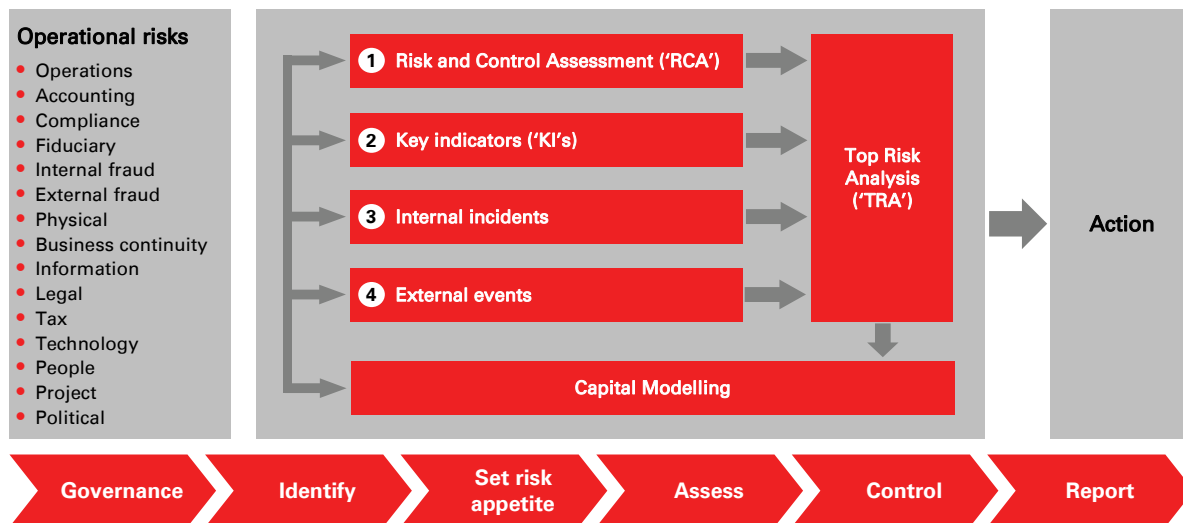 Operational risks
• Operations
• Accounting
• Compliance
• Fiduciary
• Internal fraud
• External fraud
• Physical
• Business continuity
• Information
• Legal
• Tax
• Technology
• People
• Project
• Political
1 Risk and Control Assessment (‘RCA’)
2 Key indicators (‘KI’s)
3 Internal incidents
4 External events
Top Risk
Analysis
(‘TRA’)
Capital Modelling
Action
Governance
Identify
Set risk
appetite
Assess
Control
Report